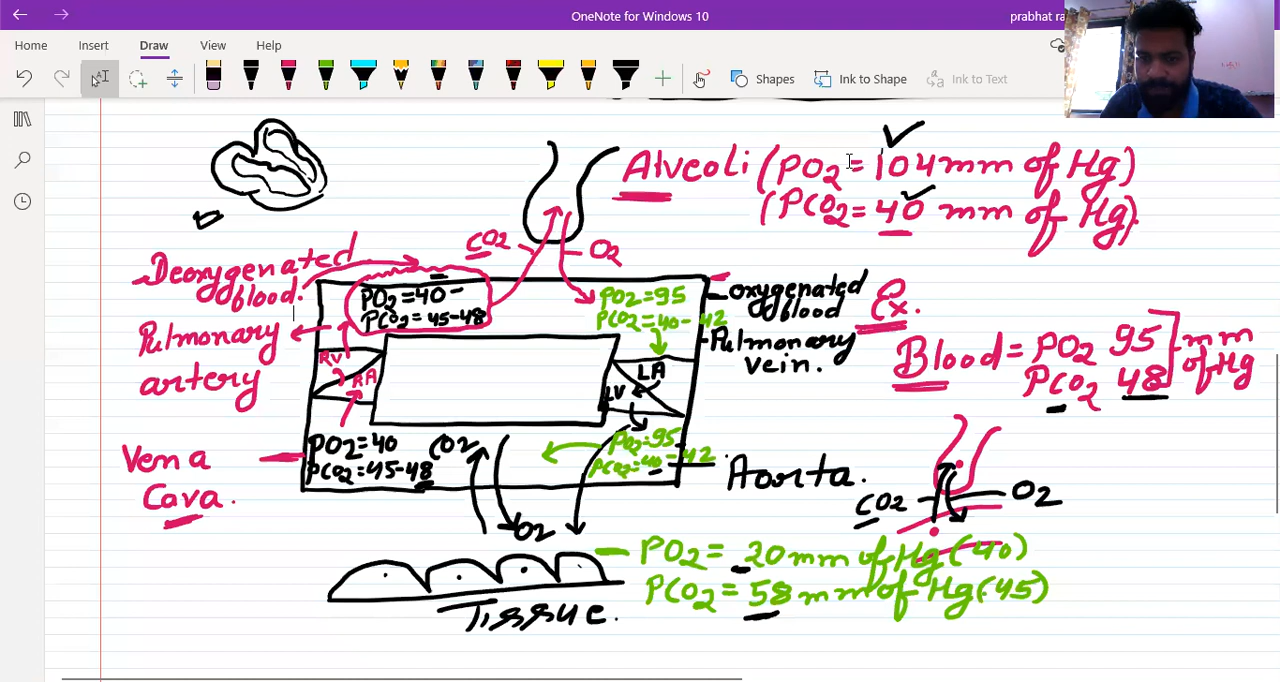 OneNote for Windows 10
prabhat ra
Home Insert Draw View Help
Shapes
Ink to Shape
Ink to Text
Alveoli (PO2 = 104 mm of Hg)
(PCO2 = 40 mm of Hg)
CO2
O2
Deoxygenated
blood.
PO2 = 40
PCO2 = 45-48
PO2 = 95
PCO2 = 40-42
oxygenated
blood
Ex.
Pulmonary
artery
Pulmonary
vein.
Blood = PO2 95
PCO2 48
mm
of Hg
RV
RA
LA
LV
PO2 = 40
PCO2 = 45-48
CO2
PO2 = 95
PCO2 = 40-42
Vena
Cava.
Aorta.
CO2
O2
O2
PO2 = 20 mm of Hg (40)
PCO2 = 58 mm of Hg (45)
Tissue.